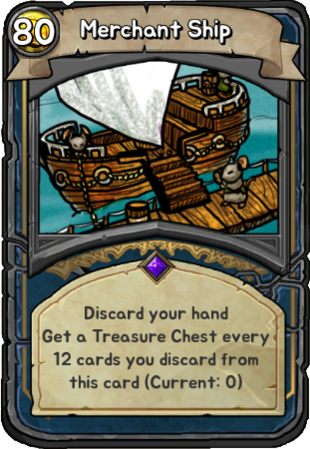 80
Merchant Ship
4
Discard your hand
Get a Treasure Chest every
12 cards you discard from
this card (Current: 0)